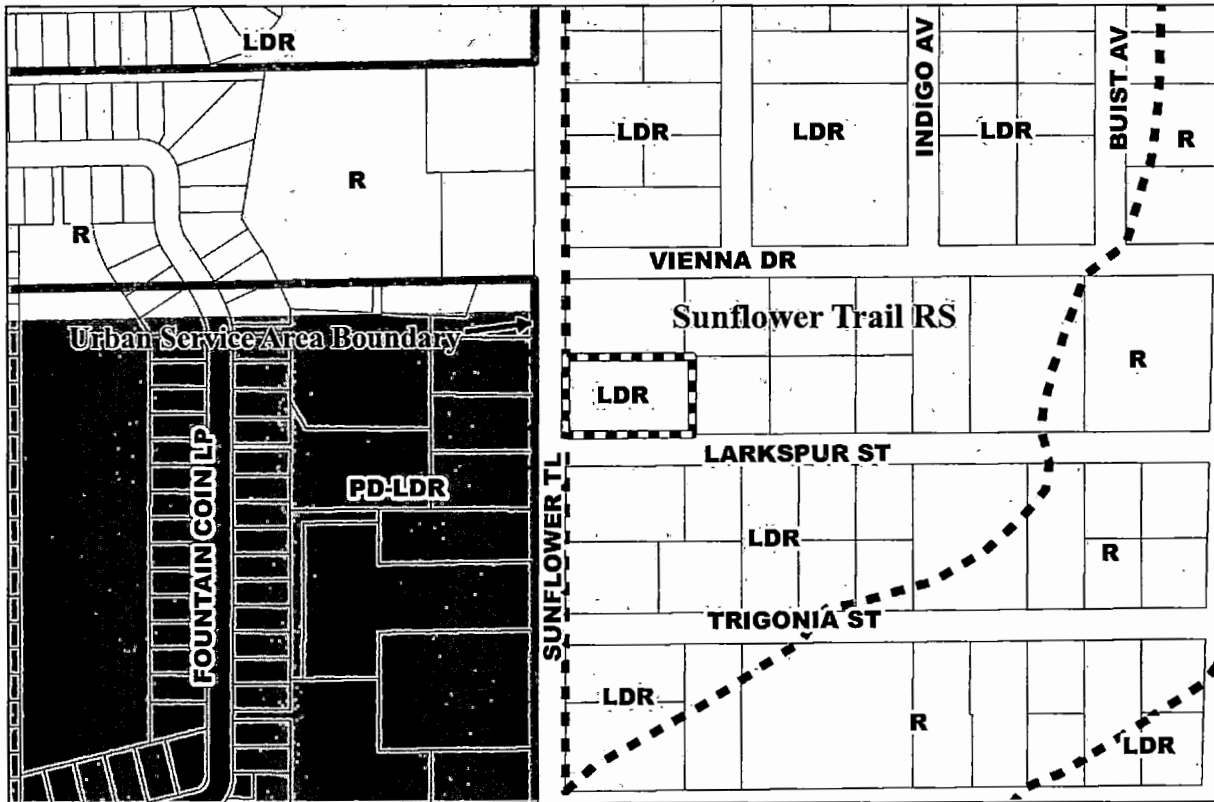 LDR
INDIGO AV
BUIST AV
LDR
LDR
LDR
R
R
R
VIENNA DR
Urban Service Area Boundary
Sunflower Trail RS
R
LDR
LARKSPUR ST
FOUNTAIN COIN LP
PD-LDR
SUNFLOWER TL
LDR
R
TRIGONIA ST
LDR
R
LDR